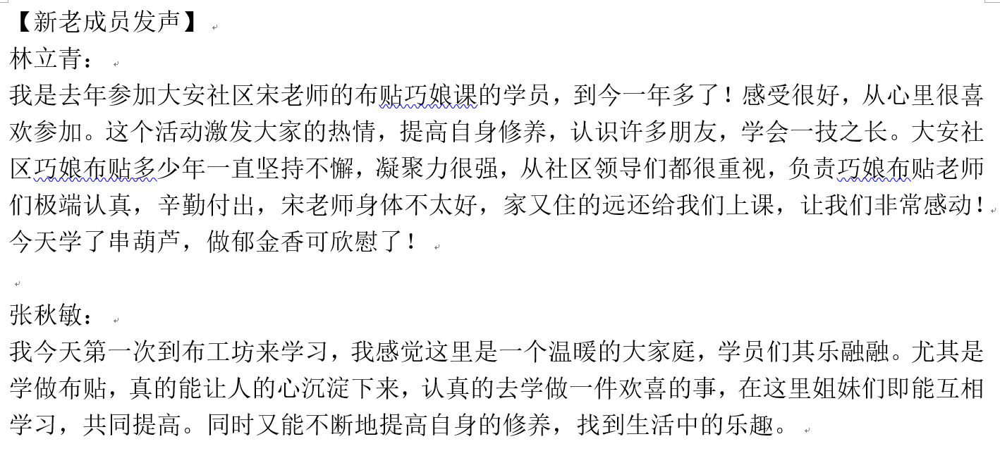 【新老成员发声】
林立青：
我是去年参加大安社区宋老师的布贴巧娘课的学员，到今一年多了！感受很好，从心里很喜
欢参加。这个活动激发大家的热情，提高自身修养，认识许多朋友，学会一技之长。大安社
区巧娘布贴多少年一直坚持不懈，凝聚力很强，从社区领导们都很重视，负责巧娘布贴老师
们极端认真，辛勤付出，宋老师身体不太好，家又住的远还给我们上课，让我们非常感动！
今天学了串葫芦，做郁金香可欣慰了！
张秋敏：
我今天第一次到布工坊来学习，我感觉这里是一个温暖的大家庭，学员们其乐融融。尤其是
学做布贴，真的能让人的心沉淀下来，认真的去学做一件欢喜的事，在这里姐妹们即能互相
学习，共同提高。同时又能不断地提高自身的修养，找到生活中的乐趣。